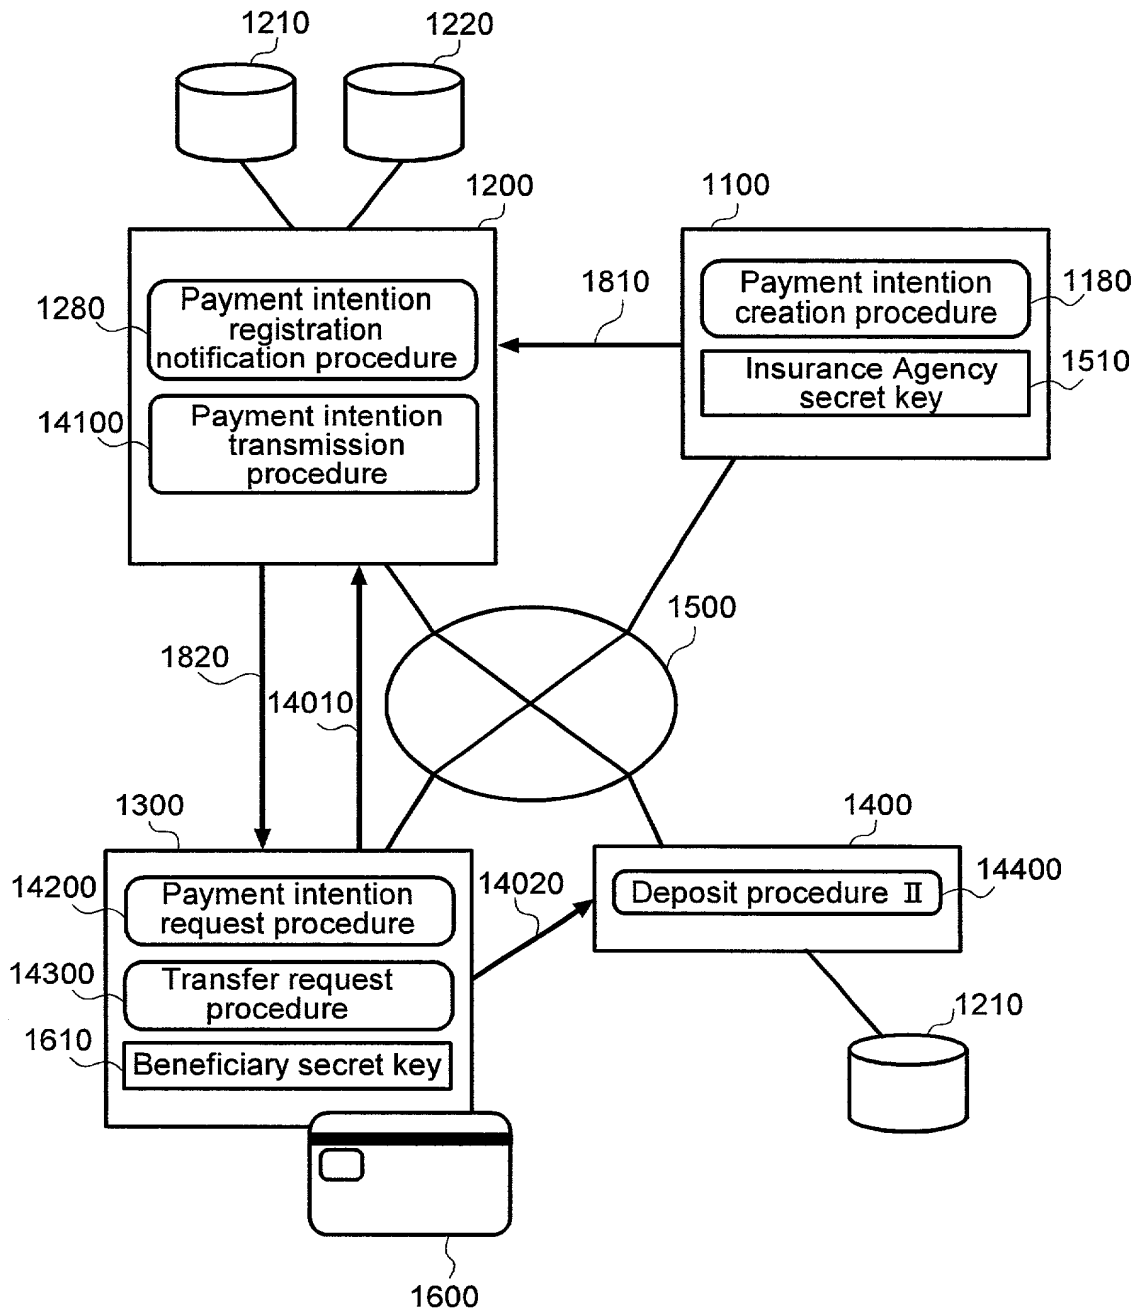 1210
1220
1200
1100
1280
Payment intention
registration
notification procedure
14100
Payment intention
transmission
procedure
1810
Payment intention
creation procedure
1180
Insurance Agency
secret key
1510
1500
1820
14010
1300
1400
14200
Payment intention
request procedure
14020
Deposit procedure Ⅱ
14400
14300
Transfer request
procedure
1610
Beneficiary secret key
1210
1600